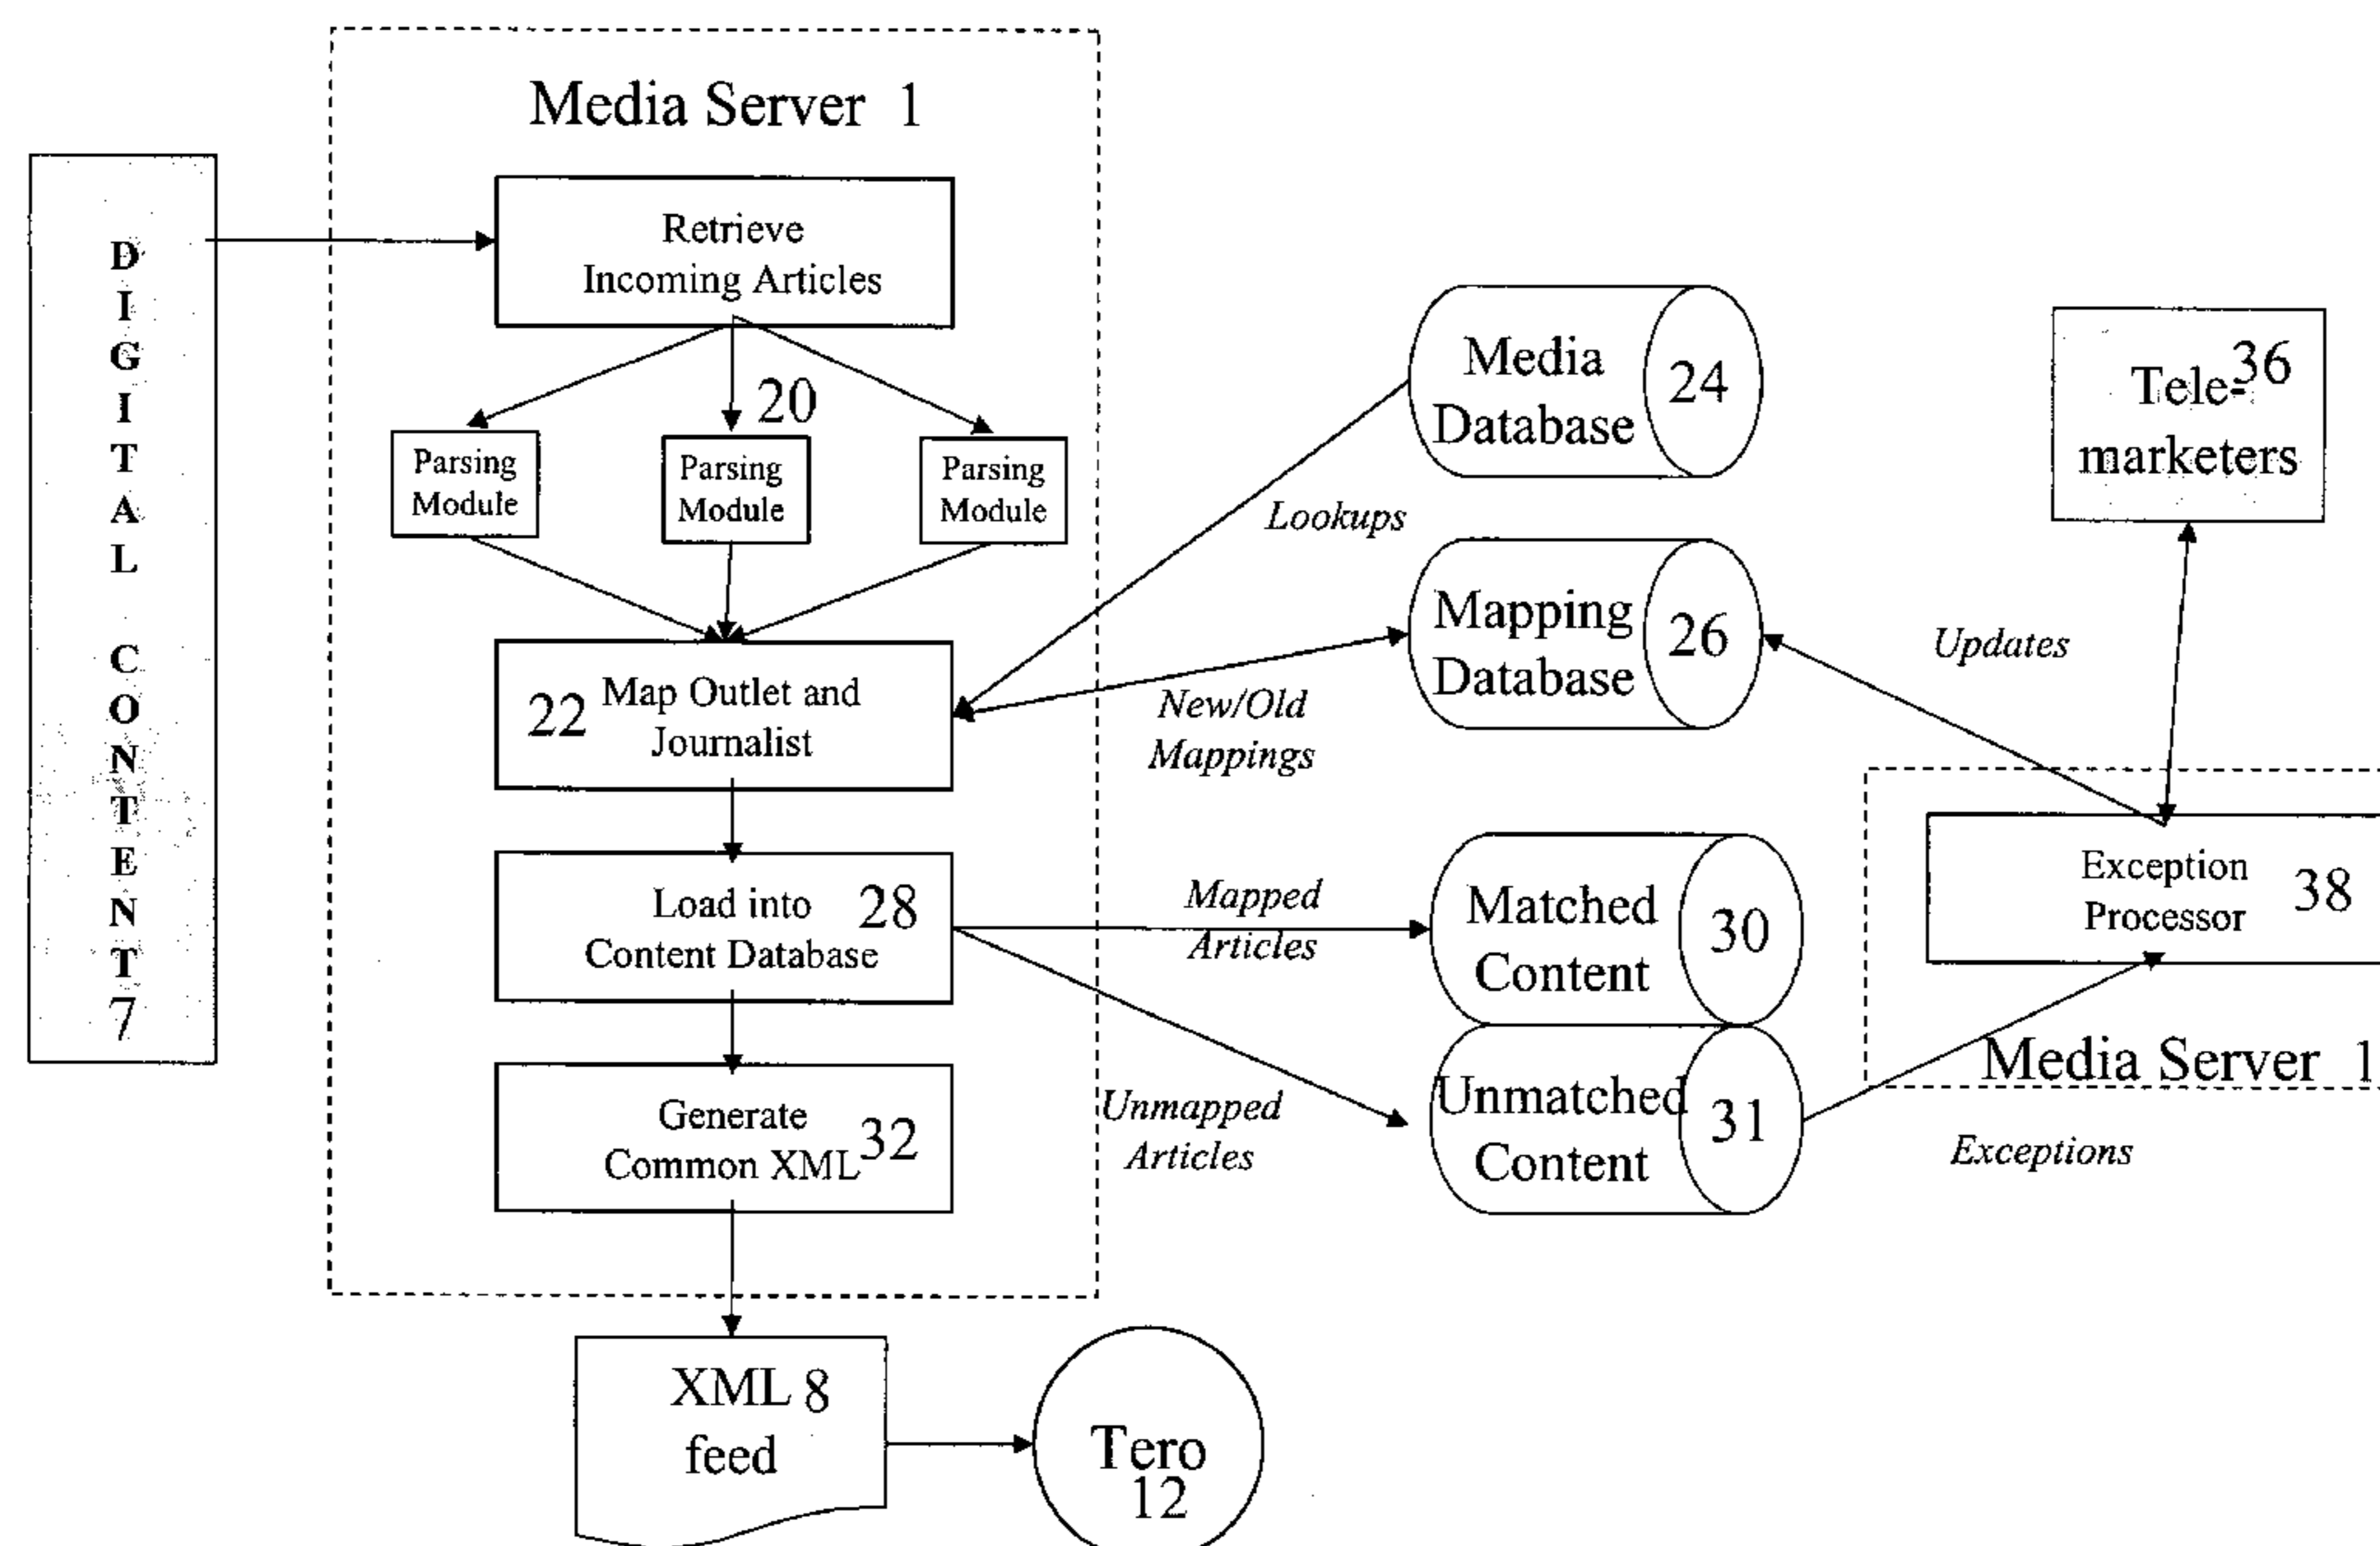 Media Server 1
DIGITAL CONTENT 7
Retrieve
Incoming Articles
20
Parsing
Module
Parsing
Module
Parsing
Module
22 Map Outlet and
Journalist
Load into 28
Content Database
Generate
Common XML 32
XML 8
feed
Tero
12
Media
Database
24
Lookups
Mapping
Database
26
New/Old
Mappings
Mapped
Articles
Matched
Content
30
Unmapped
Articles
Unmatched
Content
31
Tele-36
marketers
Updates
Exception
Processor
38
Media Server 1
Exceptions